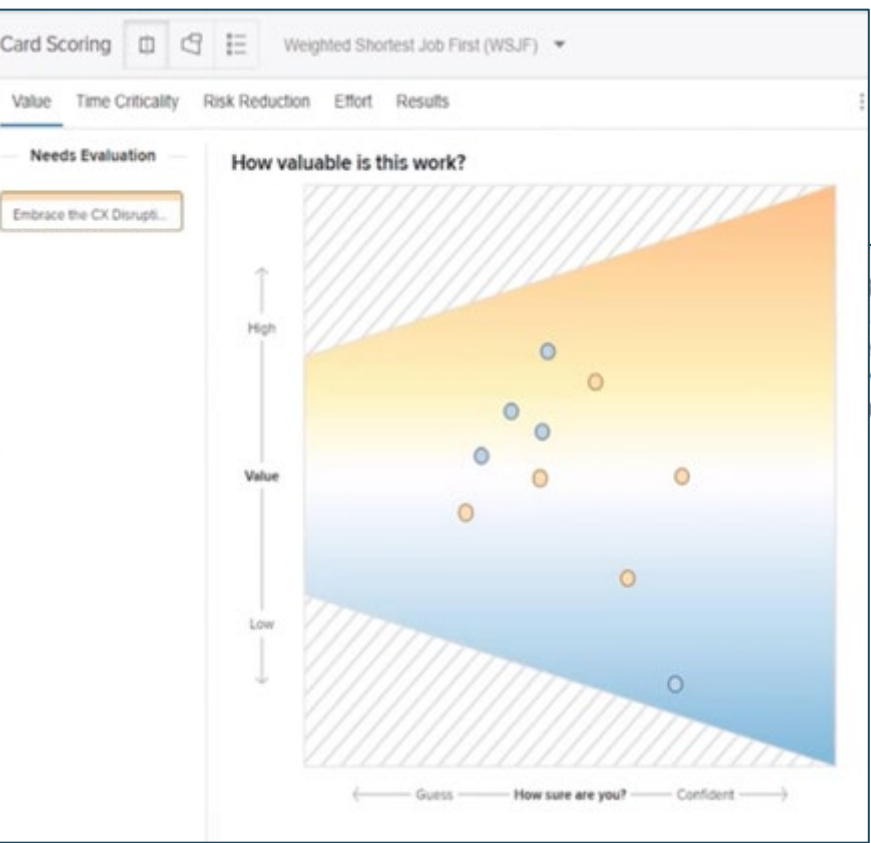 Card Scoring Weighted Shortest Job First (WSJF)
Value Time Criticality Risk Reduction Effort Results
Needs Evaluation
Embrace the CX Disrupti...
How valuable is this work?
High
Value
Low
Guess How sure are you? Confident